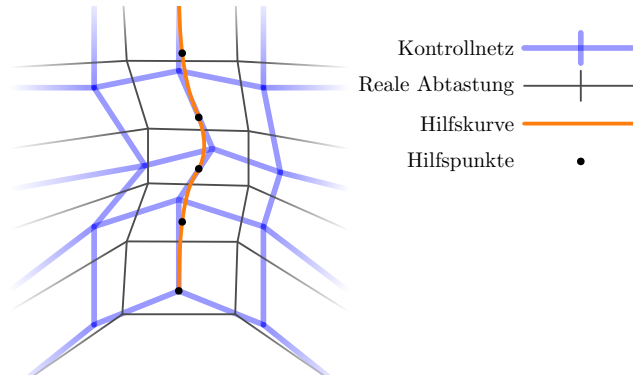 Kontrollnetz
Reale Abtastung
Hilfskurve
Hilfspunkte